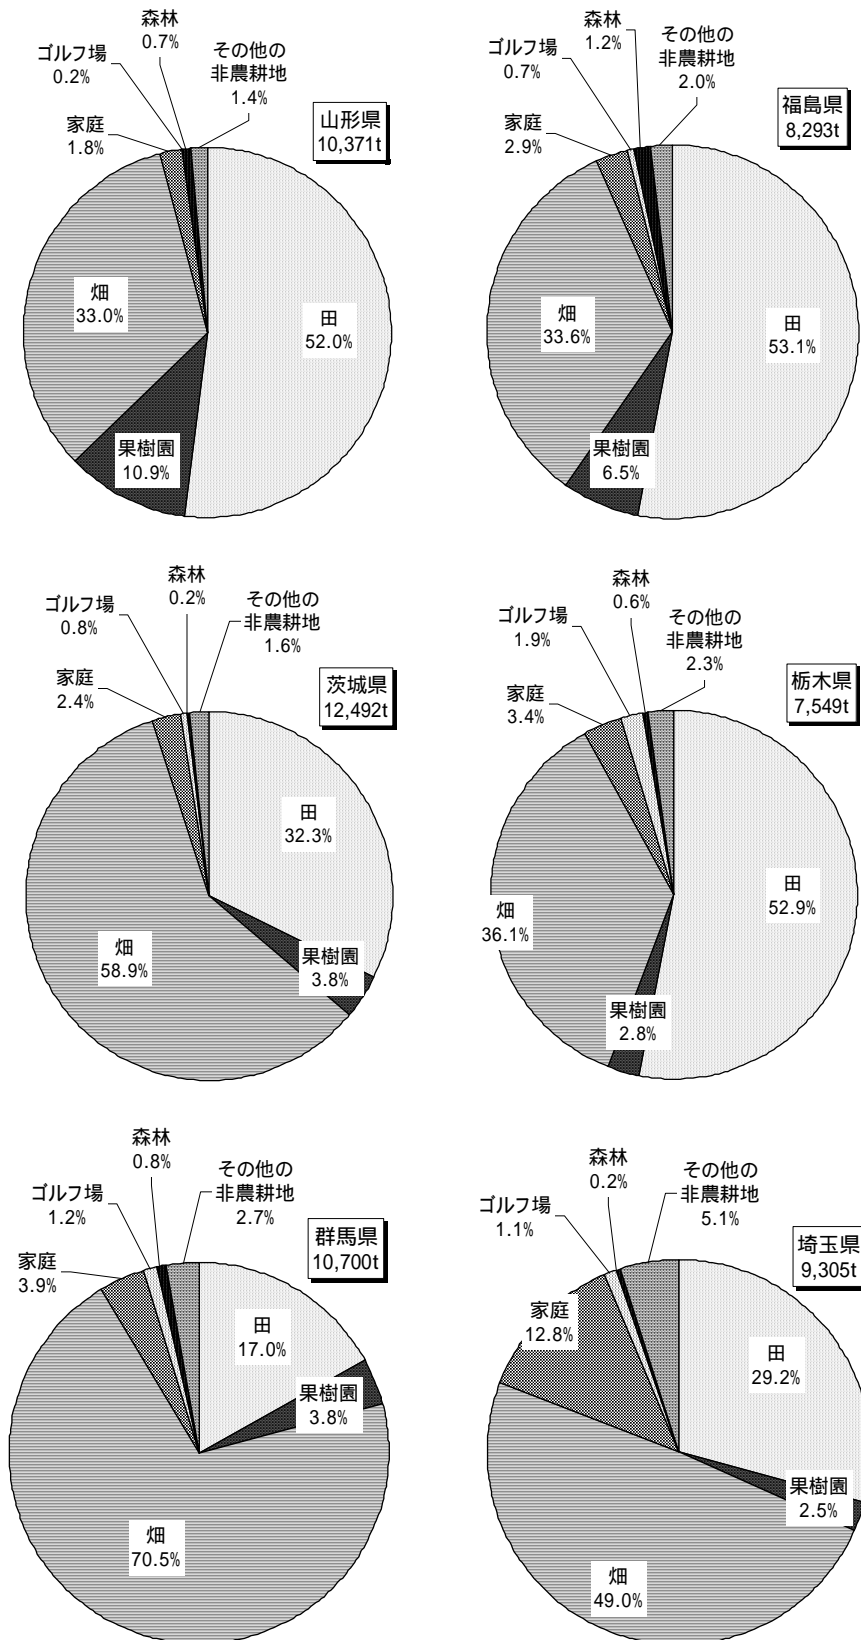 森林
0.7%
ゴルフ場
0.2%
その他の
非農耕地
1.4%
家庭
1.8%
山形県
10,371t
畑
33.0%
田
52.0%
果樹園
10.9%
森林
1.2%
ゴルフ場
0.7%
その他の
非農耕地
2.0%
家庭
2.9%
福島県
8,293t
畑
33.6%
田
53.1%
果樹園
6.5%
森林
0.2%
ゴルフ場
0.8%
その他の
非農耕地
1.6%
家庭
2.4%
茨城県
12,492t
田
32.3%
畑
58.9%
果樹園
3.8%
森林
0.6%
ゴルフ場
1.9%
その他の
非農耕地
2.3%
家庭
3.4%
栃木県
7,549t
畑
36.1%
田
52.9%
果樹園
2.8%
森林
0.8%
ゴルフ場
1.2%
その他の
非農耕地
2.7%
家庭
3.9%
群馬県
10,700t
田
17.0%
果樹園
3.8%
畑
70.5%
森林
0.2%
ゴルフ場
1.1%
その他の
非農耕地
5.1%
埼玉県
9,305t
家庭
12.8%
田
29.2%
果樹園
2.5%
畑
49.0%